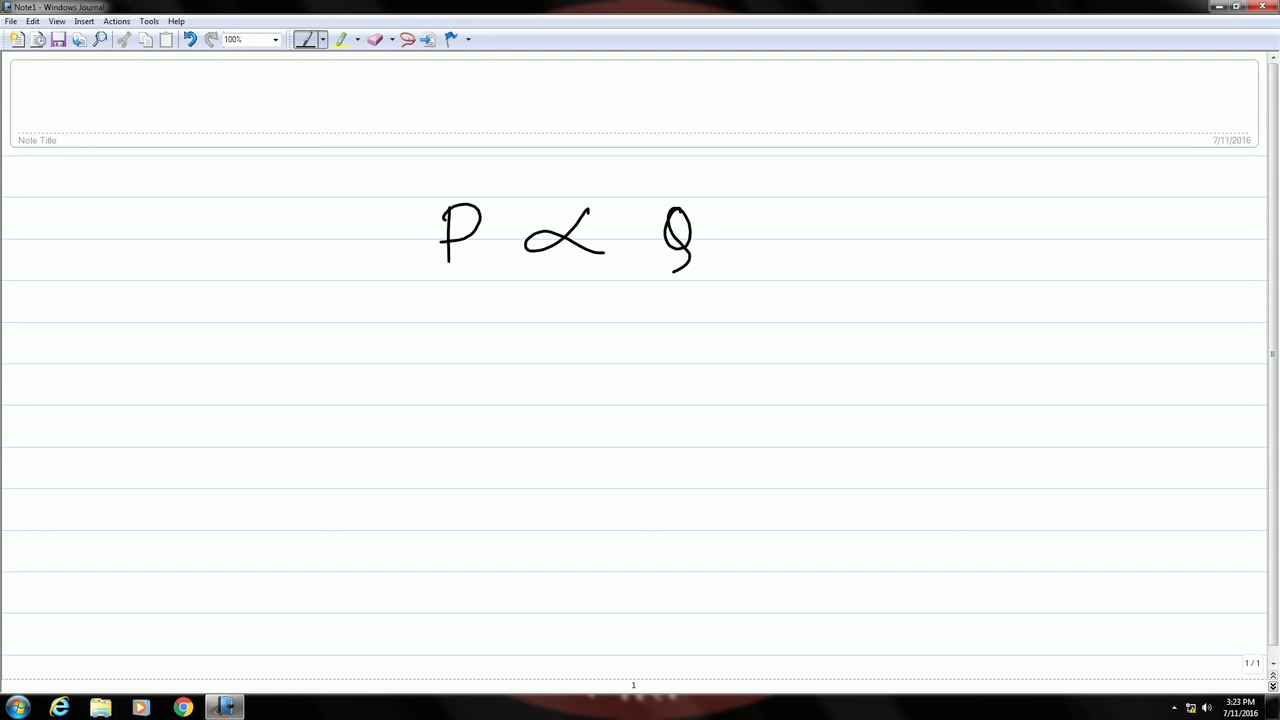 Note1 - Windows Journal
File Edit View Insert Actions Tools Help
100%
Note Title 7/11/2016
P ∝ Q
1 / 1
1
3:23 PM
7/11/2016